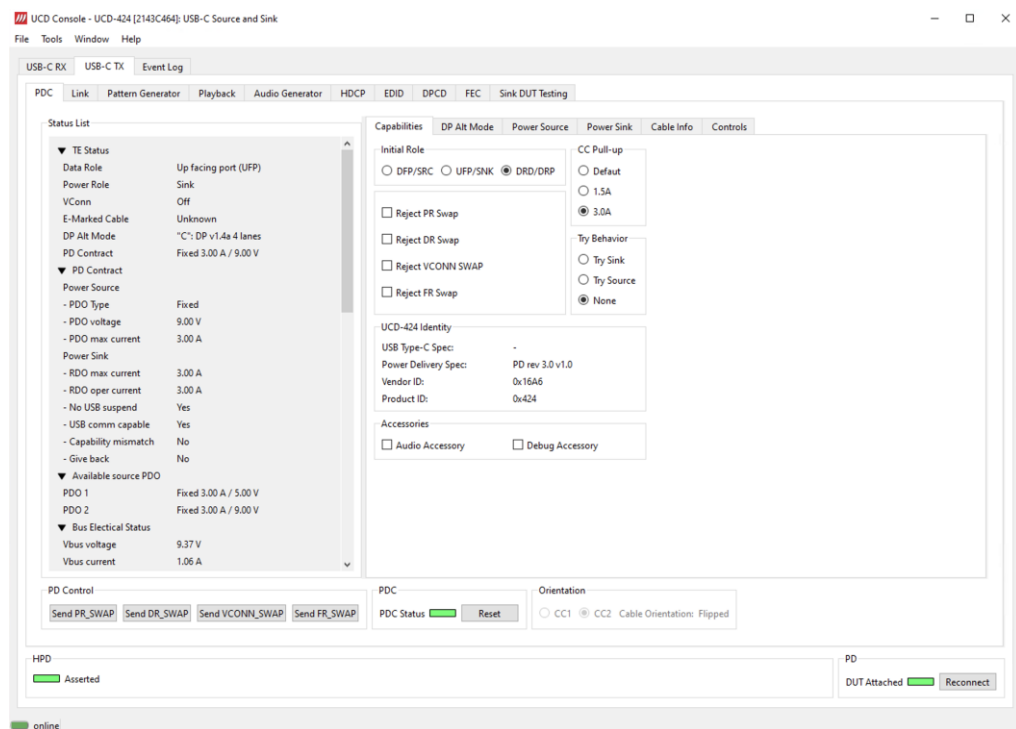 UCD Console - UCD-424 [2143C464]: USB-C Source and Sink
File Tools Window Help
USB-C RX USB-C TX Event Log
PDC Link Pattern Generator Playback Audio Generator HDCP EDID DPCD FEC Sink DUT Testing
Status List
TE Status
Data Role Up facing port (UFP)
Power Role Sink
VConn Off
E-Marked Cable Unknown
DP Alt Mode "C": DP v1.4a 4 lanes
PD Contract Fixed 3.00 A / 9.00 V
PD Contract
Power Source
- PDO Type Fixed
- PDO voltage 9.00 V
- PDO max current 3.00 A
Power Sink
- RDO max current 3.00 A
- RDO oper current 3.00 A
- No USB suspend Yes
- USB comm capable Yes
- Capability mismatch No
- Give back No
Available source PDO
PDO 1 Fixed 3.00 A / 5.00 V
PDO 2 Fixed 3.00 A / 9.00 V
Bus Electical Status
Vbus voltage 9.37 V
Vbus current 1.06 A
Capabilities DP Alt Mode Power Source Power Sink Cable Info Controls
Initial Role
DFP/SRC UFP/SNK DRD/DRP
Reject PR Swap
Reject DR Swap
Reject VCONN SWAP
Reject FR Swap
CC Pull-up
Defaut
1.5A
3.0A
Try Behavior
Try Sink
Try Source
None
UCD-424 Identity
USB Type-C Spec: -
Power Delivery Spec: PD rev 3.0 v1.0
Vendor ID: 0x16A6
Product ID: 0x424
Accessories
Audio Accessory Debug Accessory
PD Control
Send PR_SWAP Send DR_SWAP Send VCONN_SWAP Send FR_SWAP
PDC
PDC Status Reset
Orientation
CC1 CC2 Cable Orientation: Flipped
HPD
Asserted
PD
DUT Attached Reconnect
online